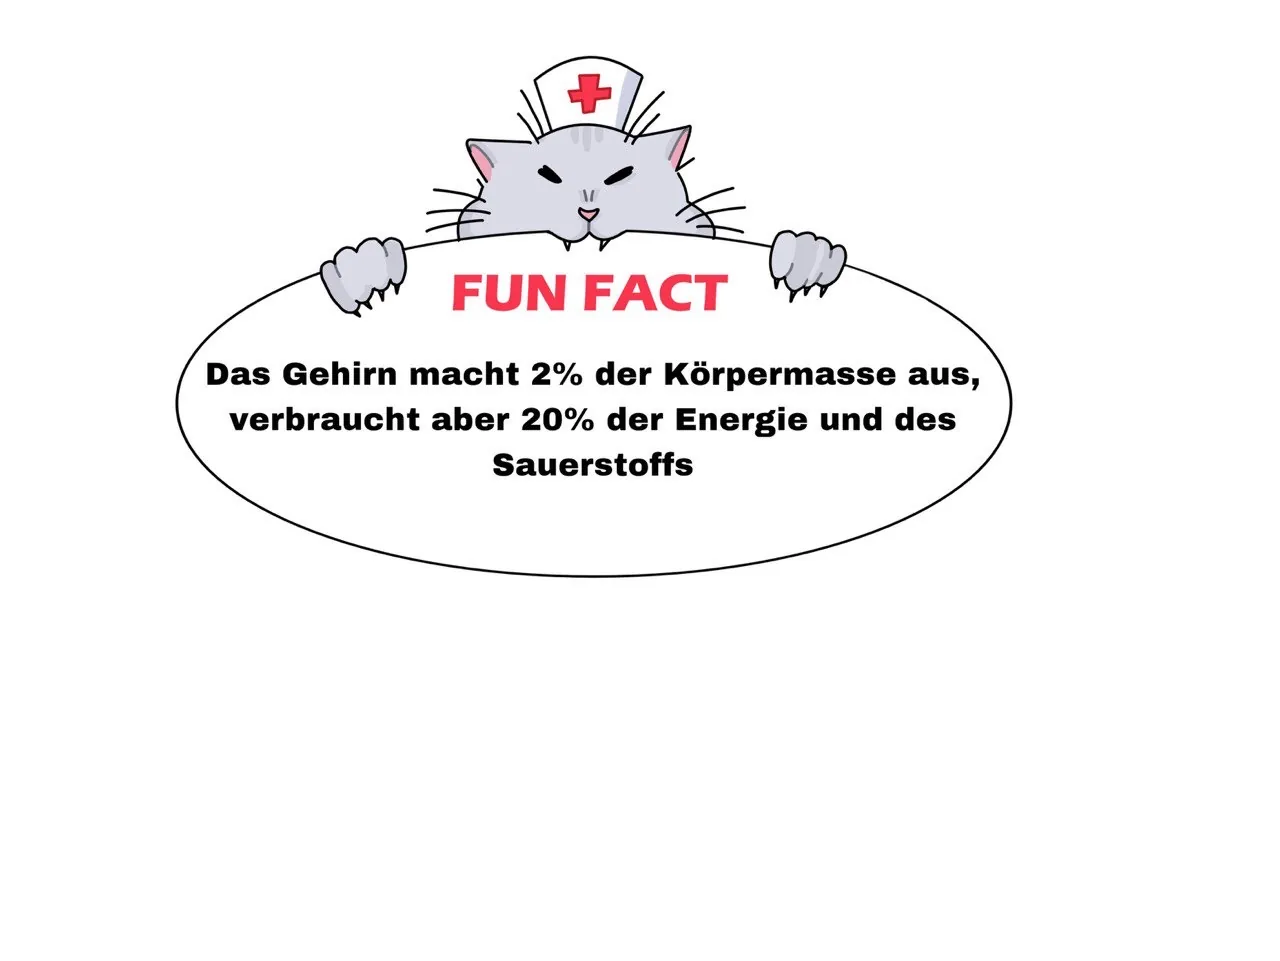 FUN FACT
Das Gehirn macht 2% der Körpermasse aus,
verbraucht aber 20% der Energie und des
Sauerstoffs